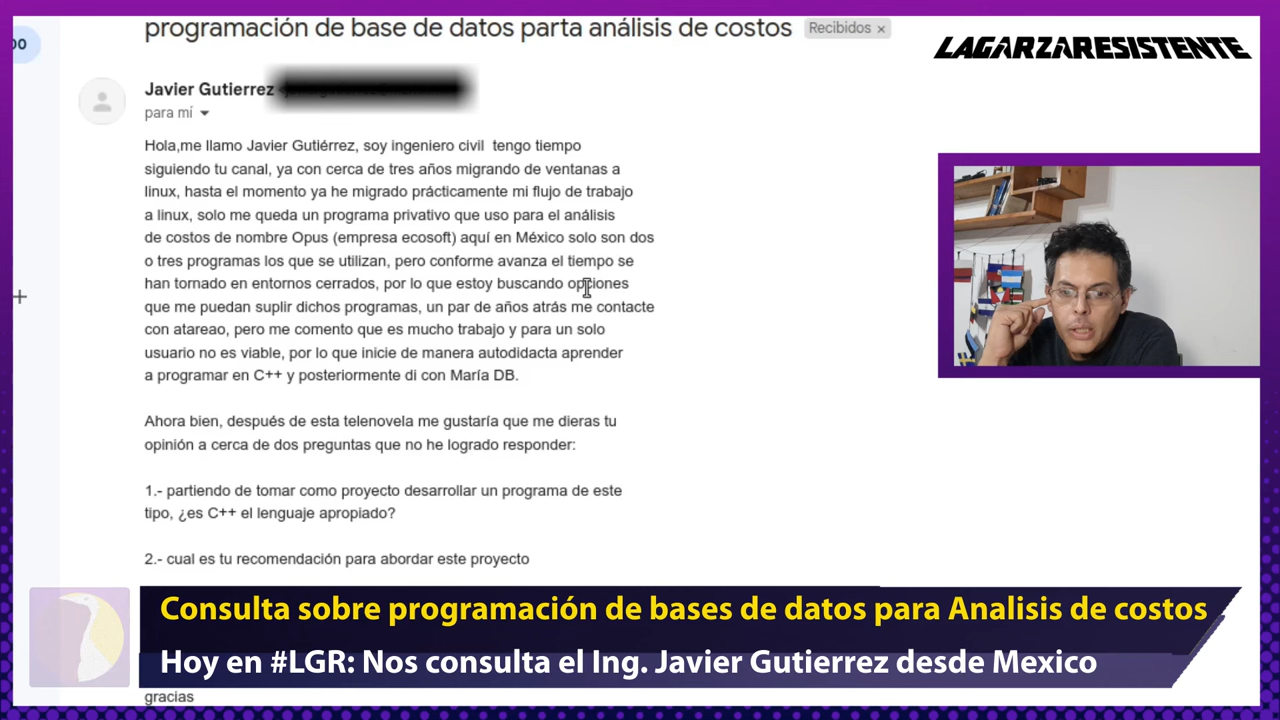 programación de base de datos parta análisis de costos
Recibidos ×
LAGARZARESISTENTE
Javier Gutierrez
para mí
Hola,me llamo Javier Gutiérrez, soy ingeniero civil  tengo tiempo
siguiendo tu canal, ya con cerca de tres años migrando de ventanas a
linux, hasta el momento ya he migrado prácticamente mi flujo de trabajo
a linux, solo me queda un programa privativo que uso para el análisis
de costos de nombre Opus (empresa ecosoft) aquí en México solo son dos
o tres programas los que se utilizan, pero conforme avanza el tiempo se
han tornado en entornos cerrados, por lo que estoy buscando opciones
que me puedan suplir dichos programas, un par de años atrás me contacte
con atareao, pero me comento que es mucho trabajo y para un solo
usuario no es viable, por lo que inicie de manera autodidacta aprender
a programar en C++ y posteriormente di con María DB.
Ahora bien, después de esta telenovela me gustaría que me dieras tu
opinión a cerca de dos preguntas que no he logrado responder:
1.- partiendo de tomar como proyecto desarrollar un programa de este
tipo, ¿es C++ el lenguaje apropiado?
2.- cual es tu recomendación para abordar este proyecto
Consulta sobre programación de bases de datos para Analisis de costos
Hoy en #LGR: Nos consulta el Ing. Javier Gutierrez desde Mexico
gracias